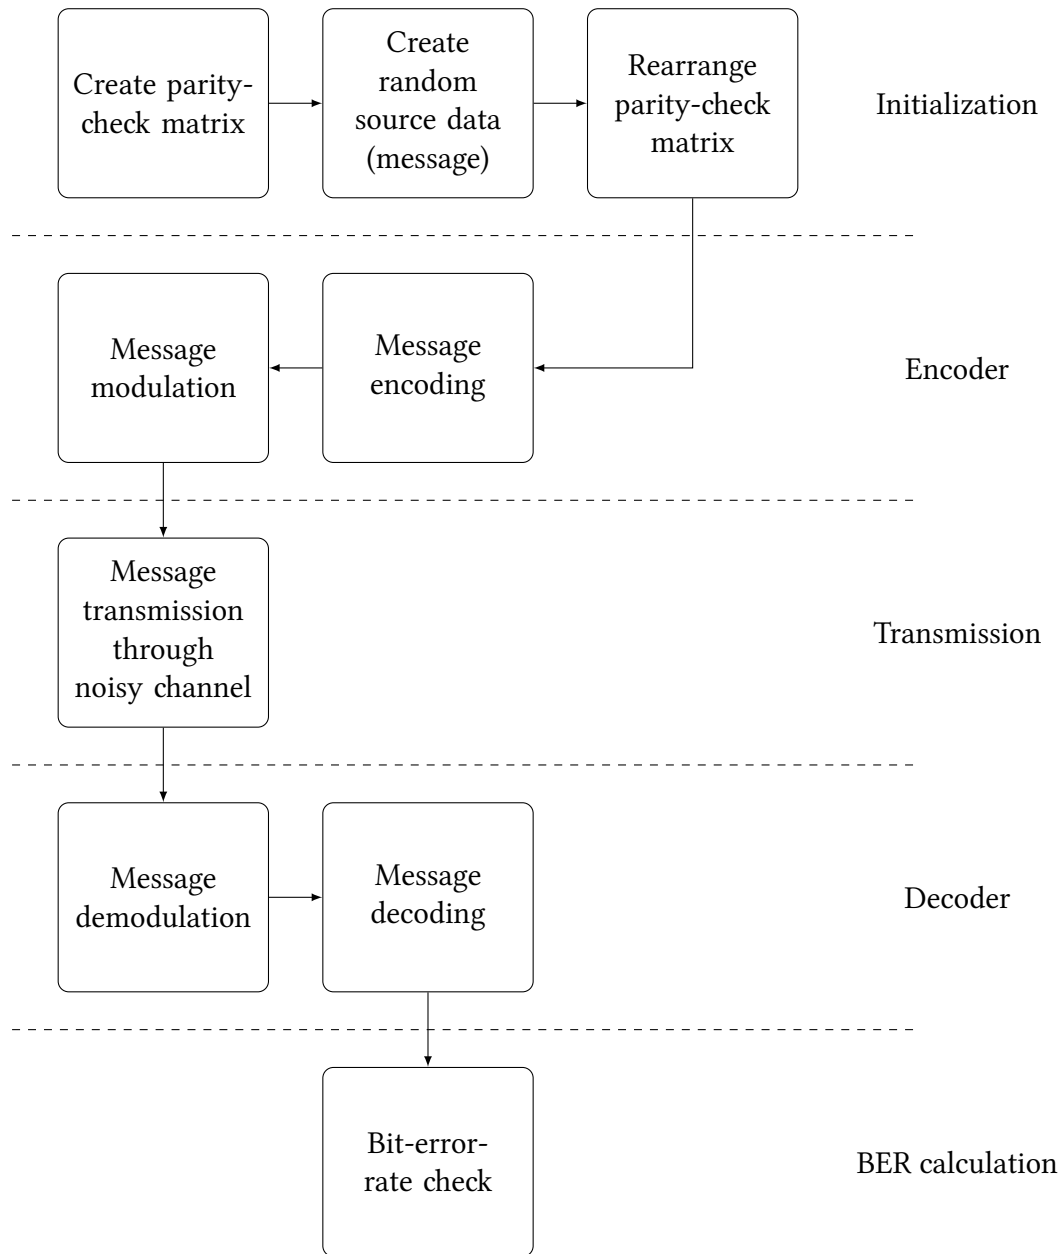 Create parity-
check matrix
Create
random
source data
(message)
Rearrange
parity-check
matrix
Initialization
Message
modulation
Message
encoding
Encoder
Message
transmission
through
noisy channel
Transmission
Message
demodulation
Message
decoding
Decoder
Bit-error-
rate check
BER calculation